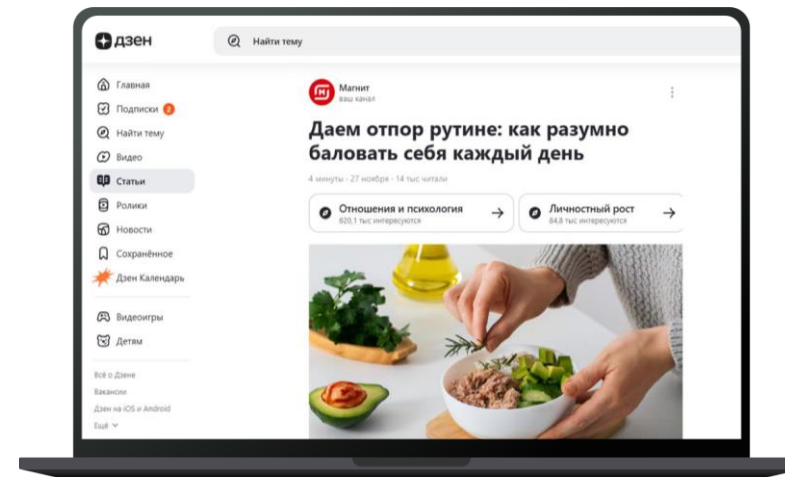 дзен
Найти тему
Главная
Подписки 2
Найти тему
Видео
Статьи
Ролики
Новости
Сохранённое
Дзен Календарь
Видеоигры
Детям
Всё о Дзене
Вакансии
Дзен на iOS и Android
Ещё
Магнит
ваш канал
Даем отпор рутине: как разумно
баловать себя каждый день
4 минуты · 27 ноября · 14 тыс читали
Отношения и психология
620,1 тыс интересуются
Личностный рост
84,8 тыс интересуются